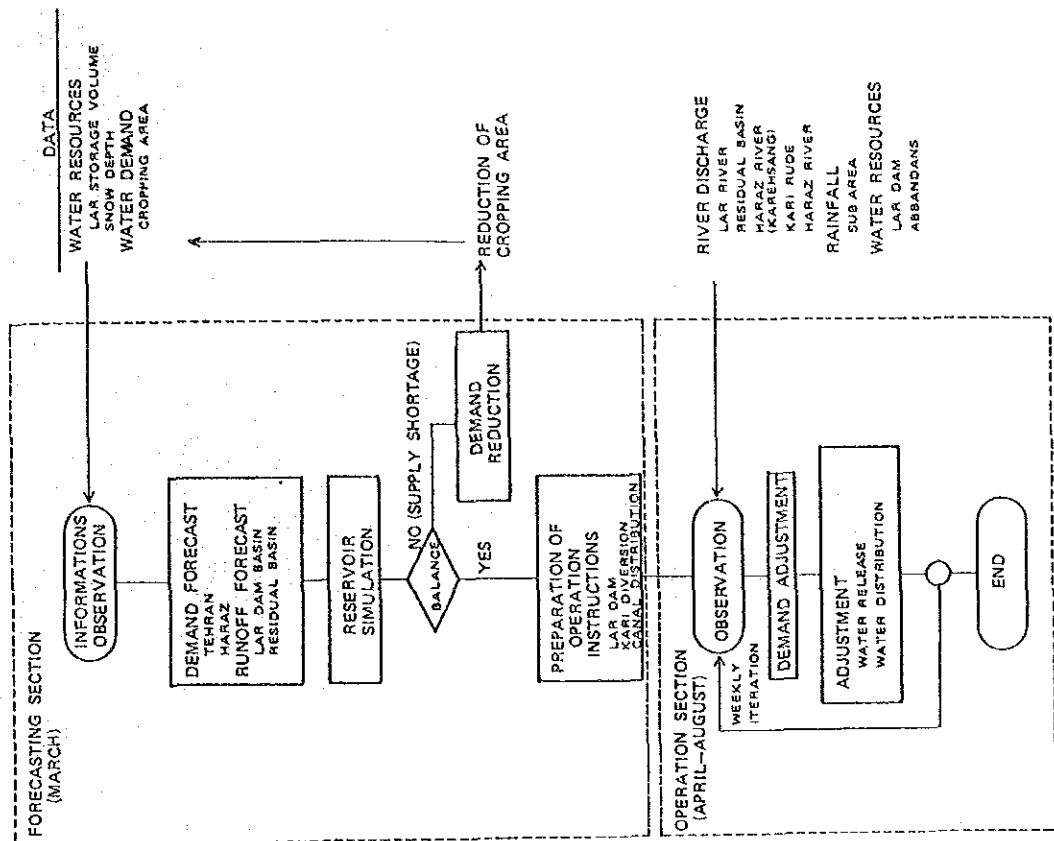 DATA
FORECASTING SECTION
(MARCH)
INFORMATIONS
OBSERVATION
WATER RESOURCES
LAR STORAGE VOLUME
SNOW DEPTH
WATER DEMAND
CROPPING AREA
DEMAND FORECAST
TEHRAN
HARAZ
RUNOFF FORECAST
LAR DAM BASIN
RESIDUAL BASIN
RESERVOIR
SIMULATION
BALANCE
NO (SUPPLY SHORTAGE)
YES
DEMAND
REDUCTION
REDUCTION OF
CROPPING AREA
PREPARATION OF
OPERATION
INSTRUCTIONS
LAR DAM
KARI DIVERSION
CANAL DISTRIBUTION
OPERATION SECTION
(APRIL-AUGUST)
OBSERVATION
RIVER DISCHARGE
LAR RIVER
RESIDUAL BASIN
HARAZ RIVER
(KAREHSANG)
KARI RUDE
HARAZ RIVER
RAINFALL
SUB AREA
WATER RESOURCES
LAR DAM
ABBANDANS
WEEKLY
ITERATION
DEMAND ADJUSTMENT
ADJUSTMENT
WATER RELEASE
WATER DISTRIBUTION
END